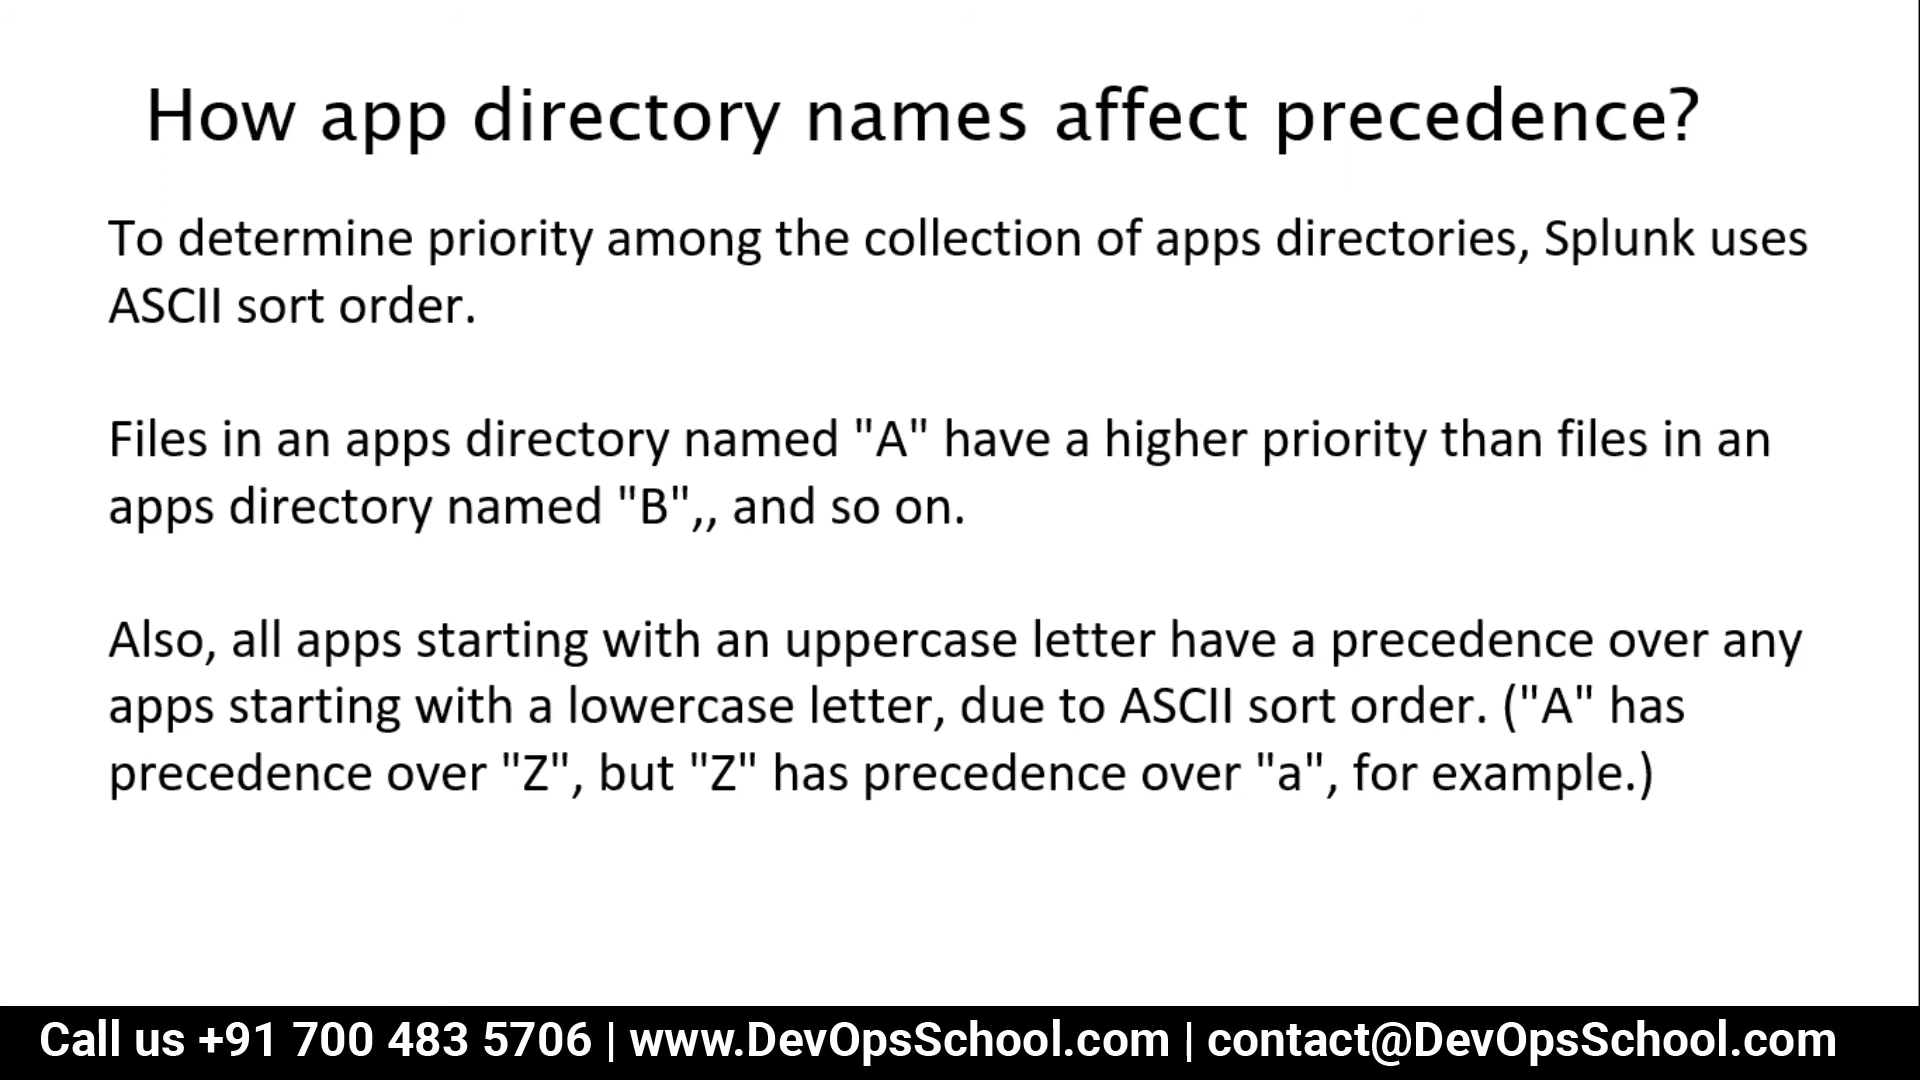 How app directory names affect precedence?
To determine priority among the collection of apps directories, Splunk uses
ASCII sort order.
Files in an apps directory named "A" have a higher priority than files in an
apps directory named "B",, and so on.
Also, all apps starting with an uppercase letter have a precedence over any
apps starting with a lowercase letter, due to ASCII sort order. ("A" has
precedence over "Z", but "Z" has precedence over "a", for example.)
Call us +91 700 483 5706 | www.DevOpsSchool.com | contact@DevOpsSchool.com